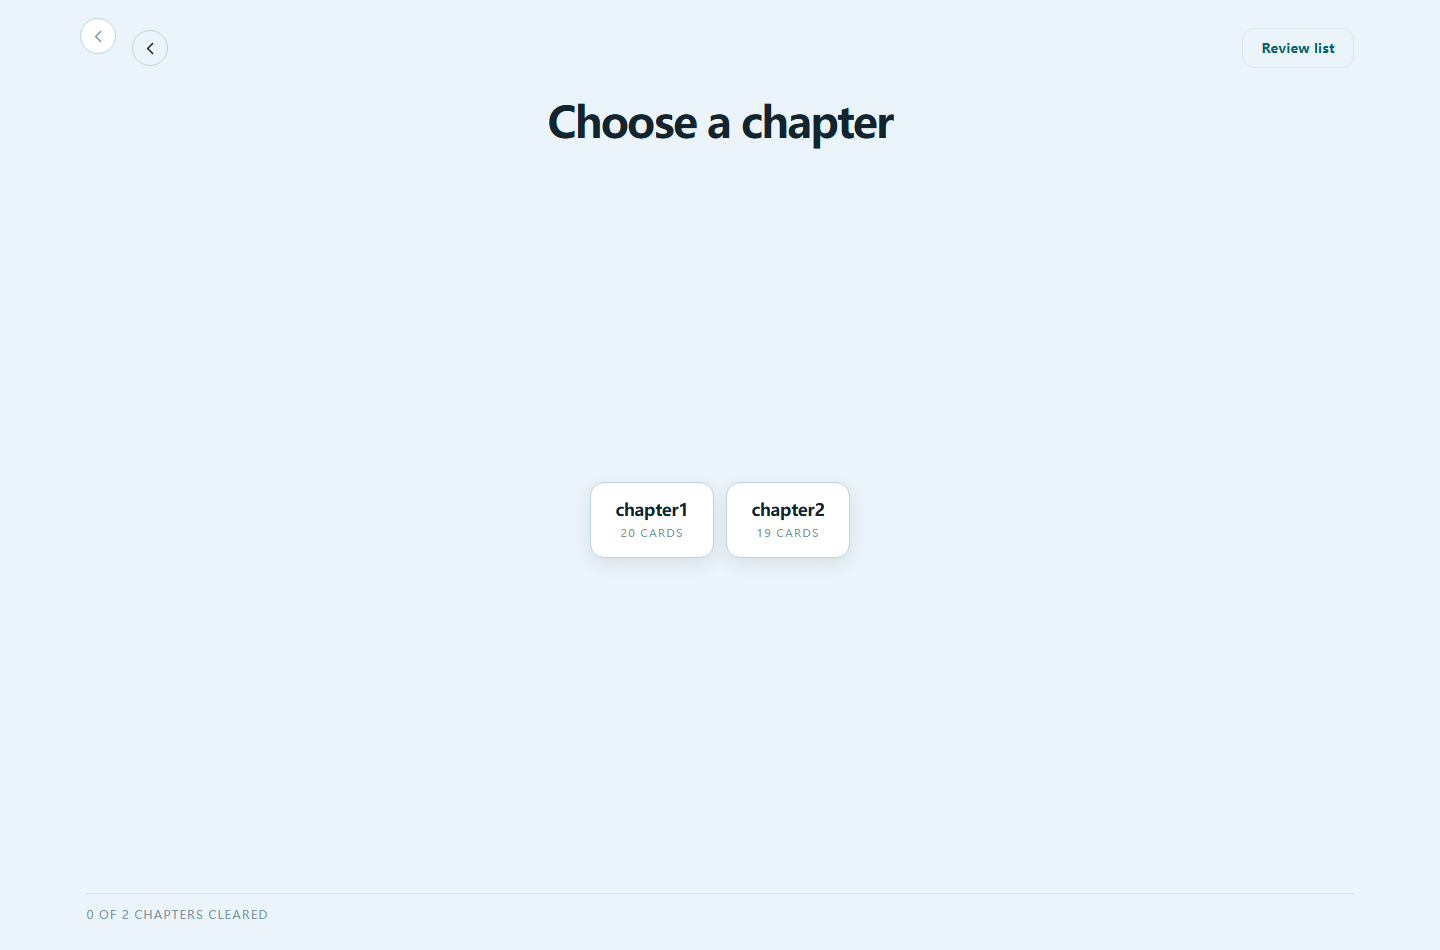 Review list
Choose a chapter
chapter1
20 CARDS
chapter2
19 CARDS
0 OF 2 CHAPTERS CLEARED